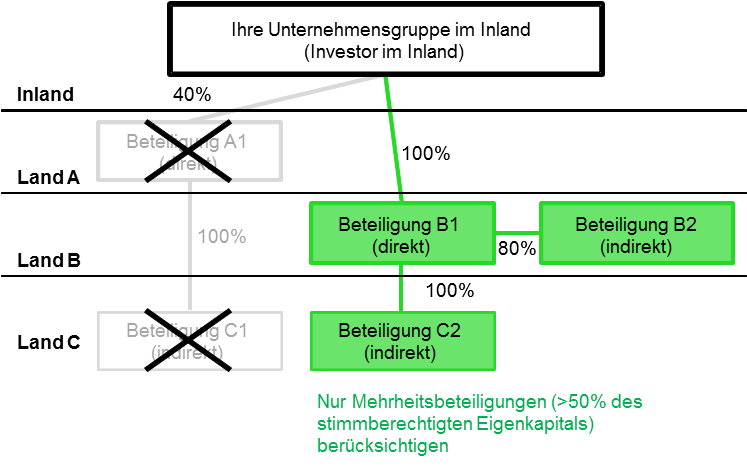 Ihre Unternehmensgruppe im Inland
(Investor im Inland)
Inland
40%
Beteiligung A1
(direkt)
100%
Land A
Beteiligung B1
(direkt)
80%
Beteiligung B2
(indirekt)
100%
Land B
100%
Beteiligung C1
(indirekt)
Land C
Beteiligung C2
(indirekt)
Nur Mehrheitsbeteiligungen (>50% des
stimmberechtigten Eigenkapitals)
berücksichtigen